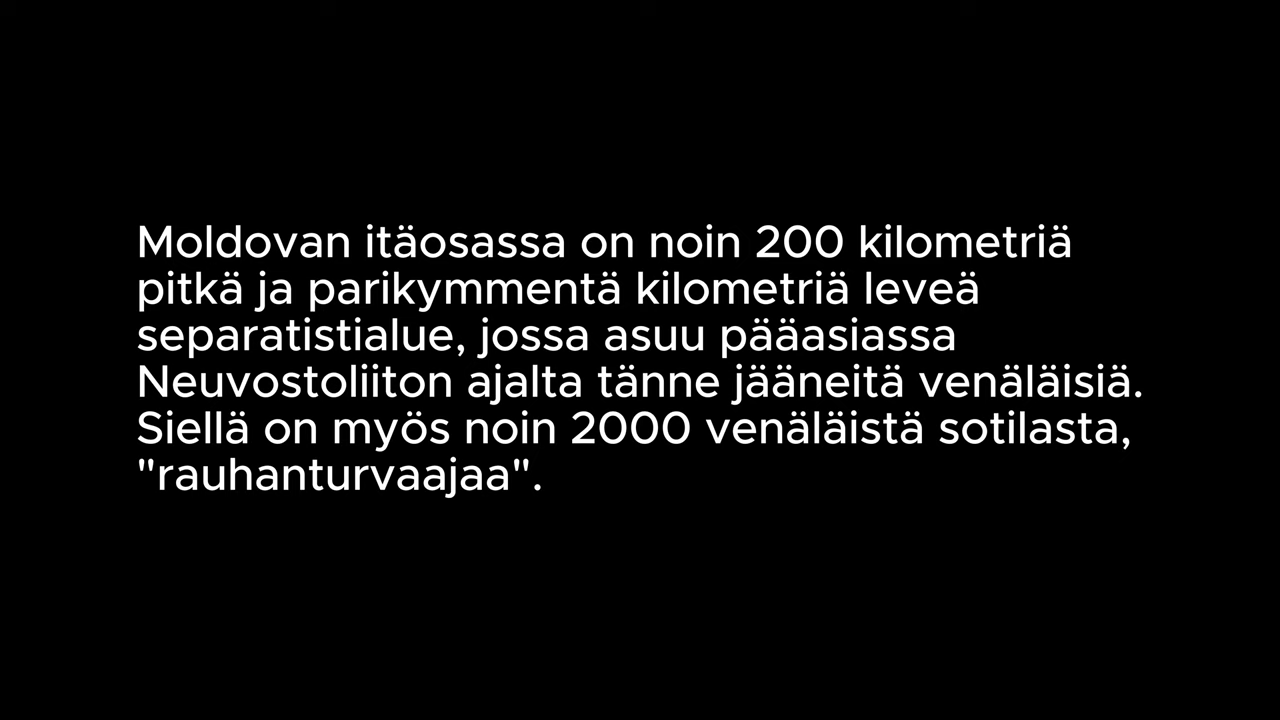 Moldovan itäosassa on noin 200 kilometriä
pitkä ja parikymmentä kilometriä leveä
separatistialue, jossa asuu pääasiassa
Neuvostoliiton ajalta tänne jääneitä venäläisiä.
Siellä on myös noin 2000 venäläistä sotilasta,
"rauhanturvaajaa".